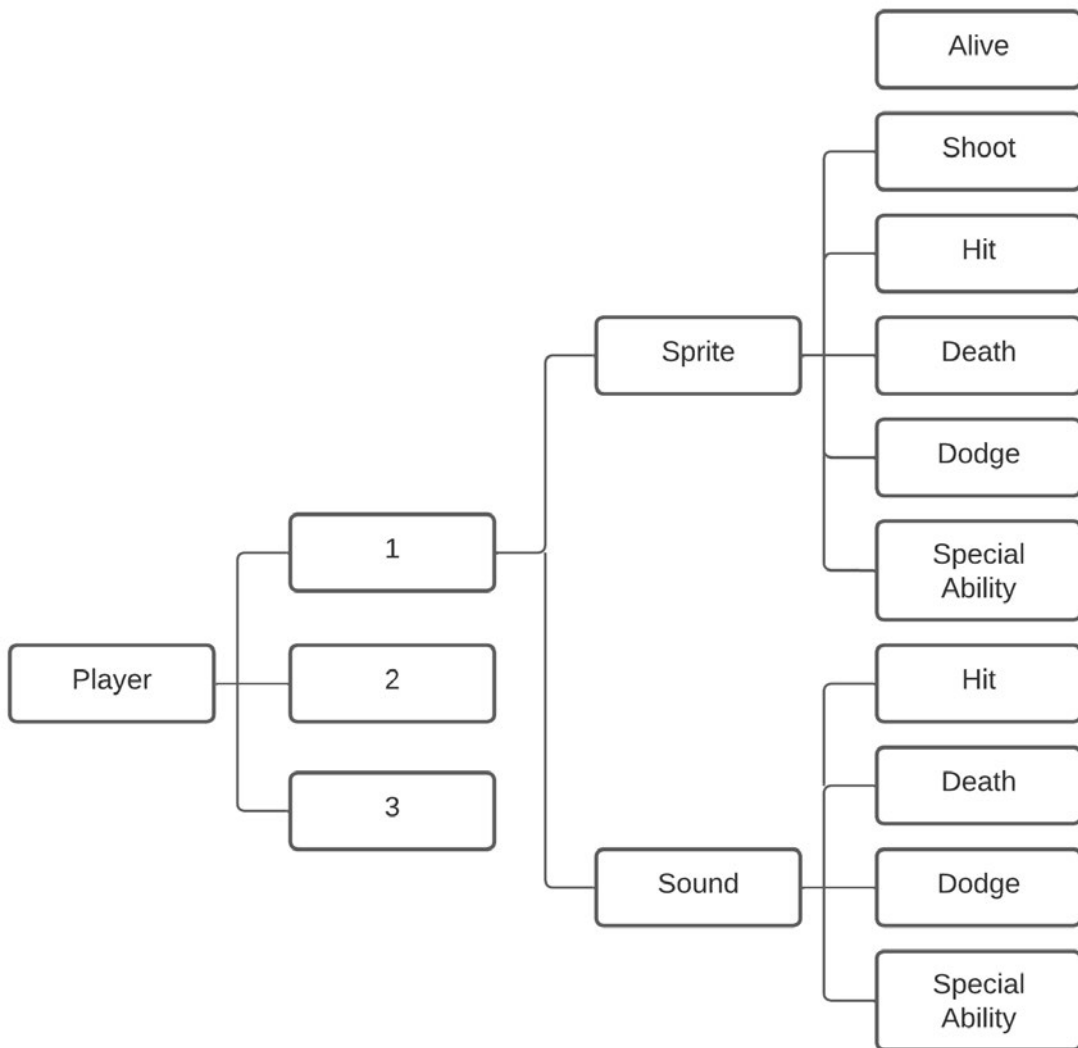 Alive
Shoot
Hit
Sprite
Death
Dodge
1
Special
Ability
Player
2
Hit
3
Death
Sound
Dodge
Special
Ability